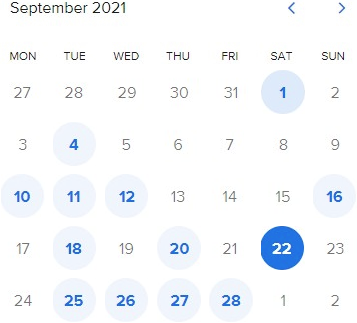 September 2021
MON TUE WED THU FRI SAT SUN
27 28 29 30 31 1 2
3 4 5 6 7 8 9
10 11 12 13 14 15 16
17 18 19 20 21 22 23
24 25 26 27 28 1 2